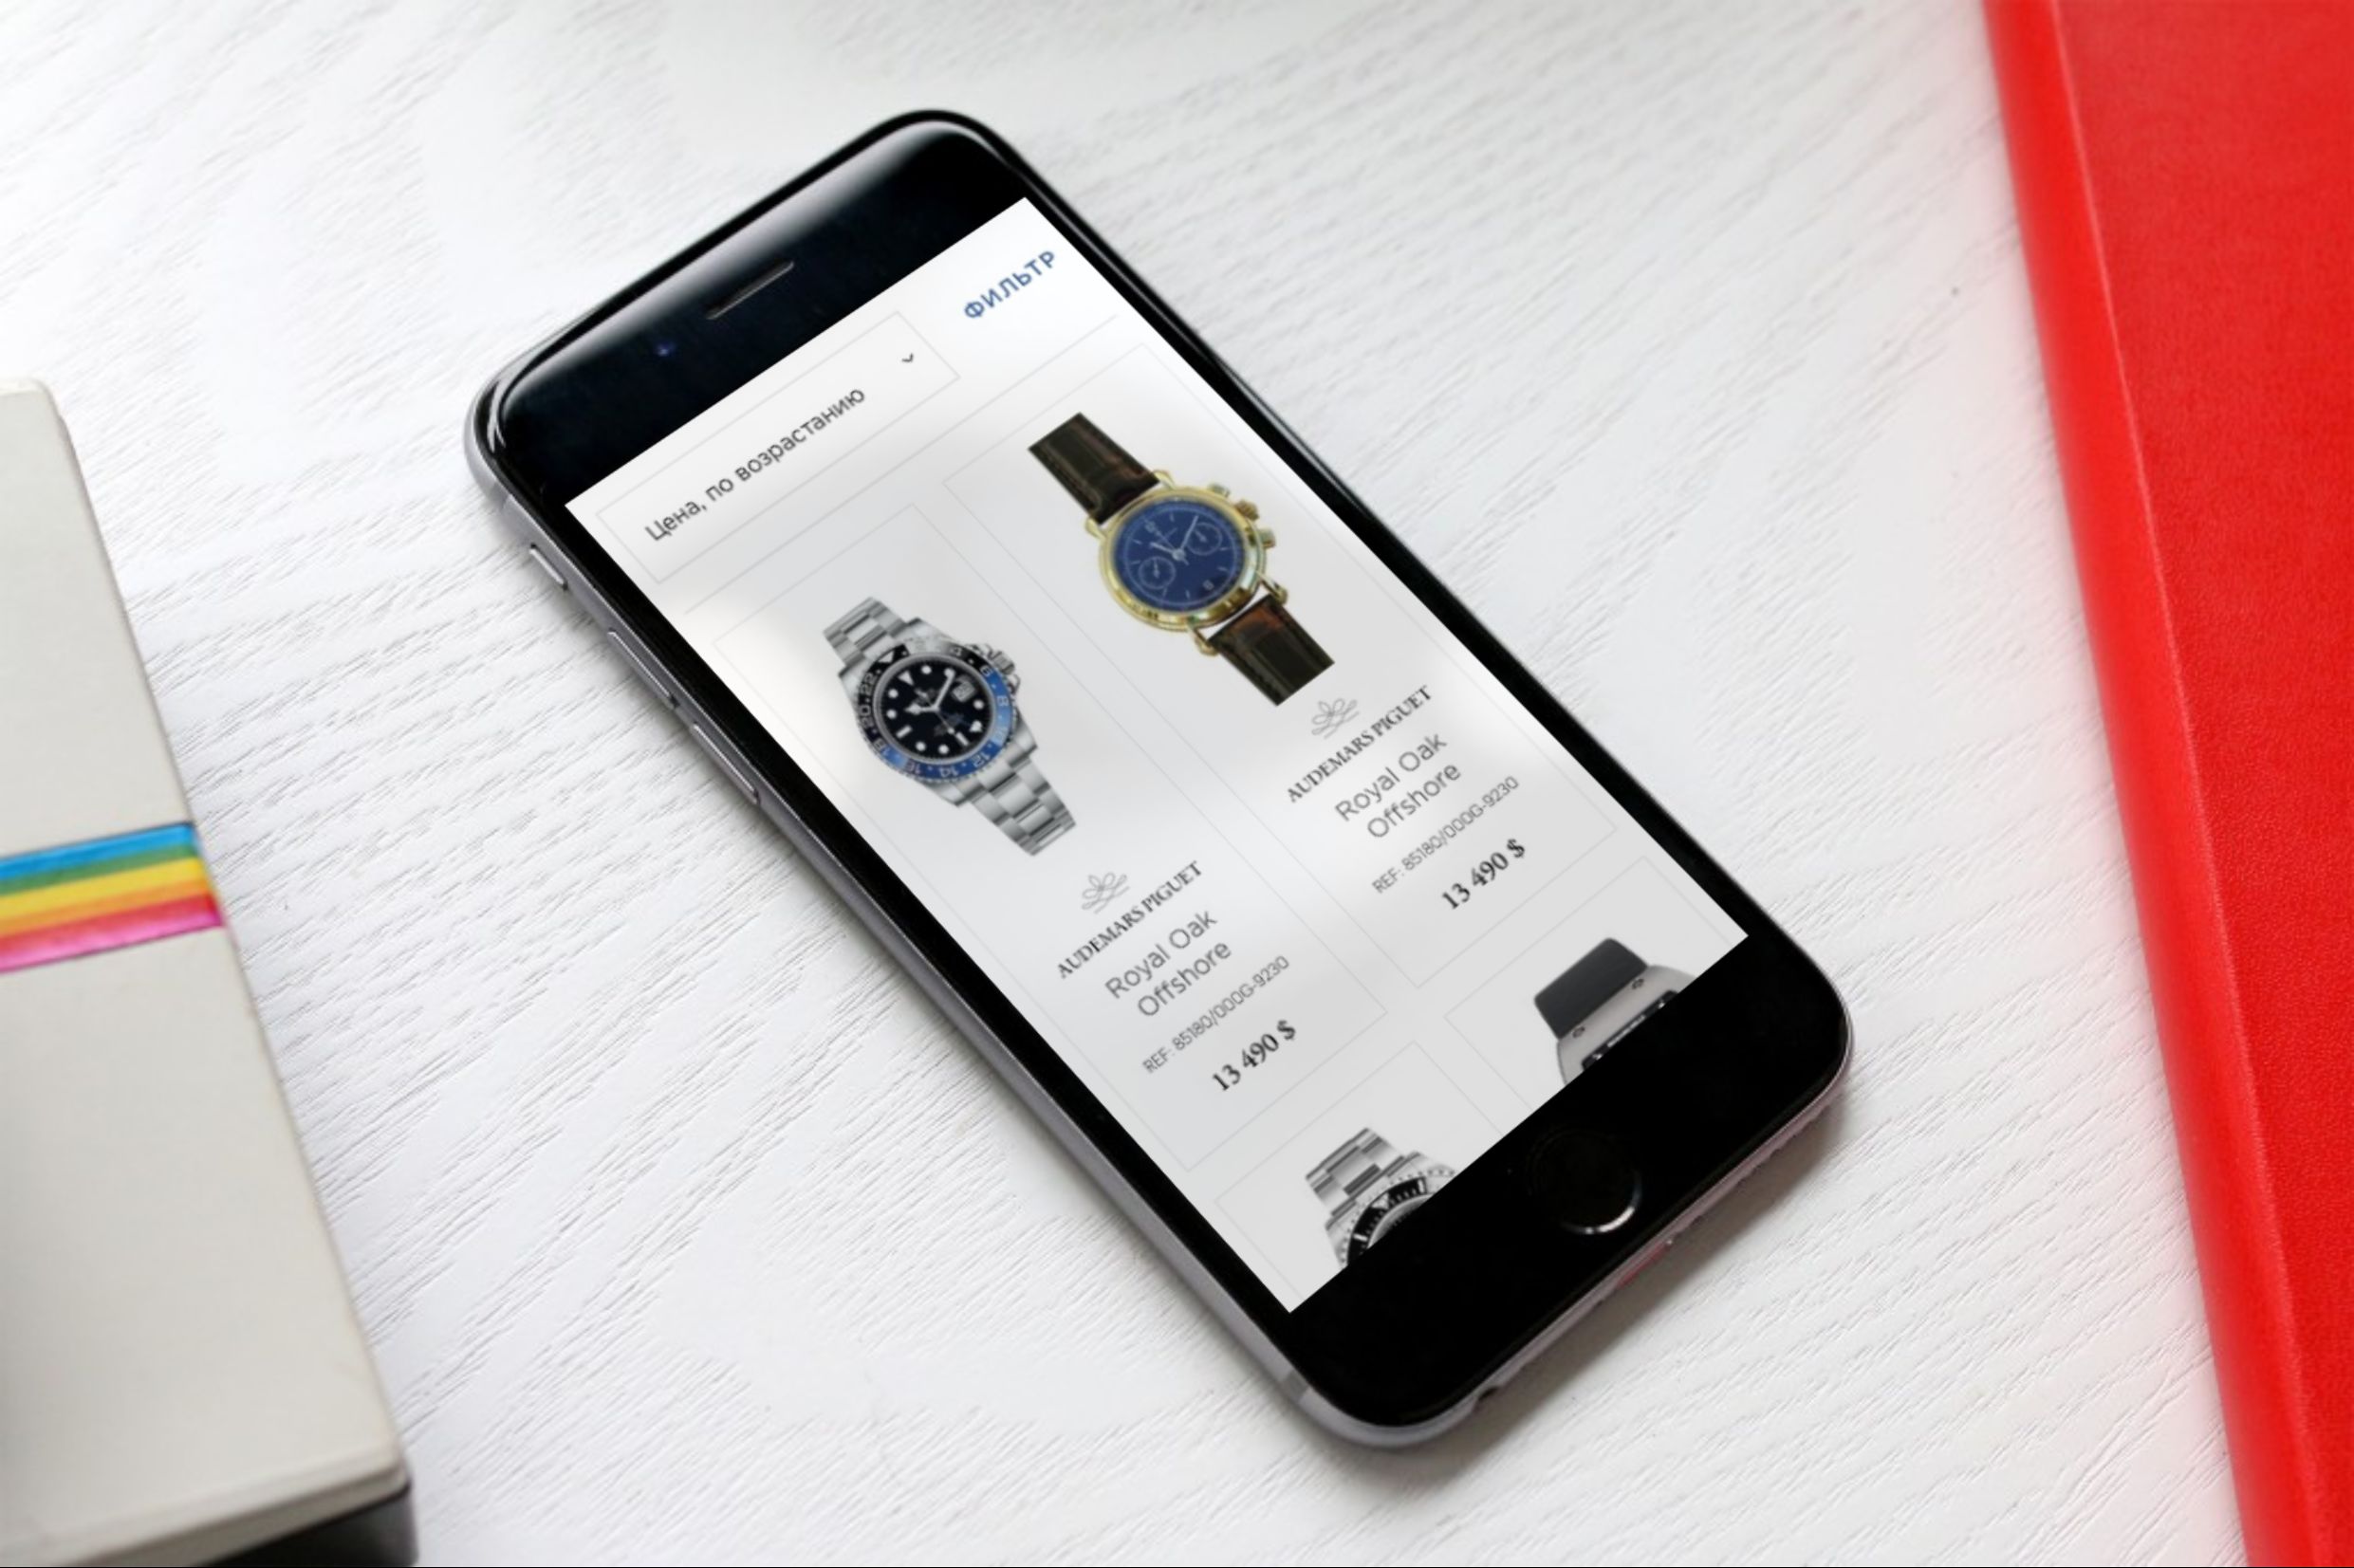 ФИЛЬТР
Цена, по возрастанию
AUDEMARS PIGUET
Royal Oak
Offshore
REF: 85180/000G-9230
13 490 $
AUDEMARS PIGUET
Royal Oak
Offshore
REF: 85180/000G-9230
13 490 $